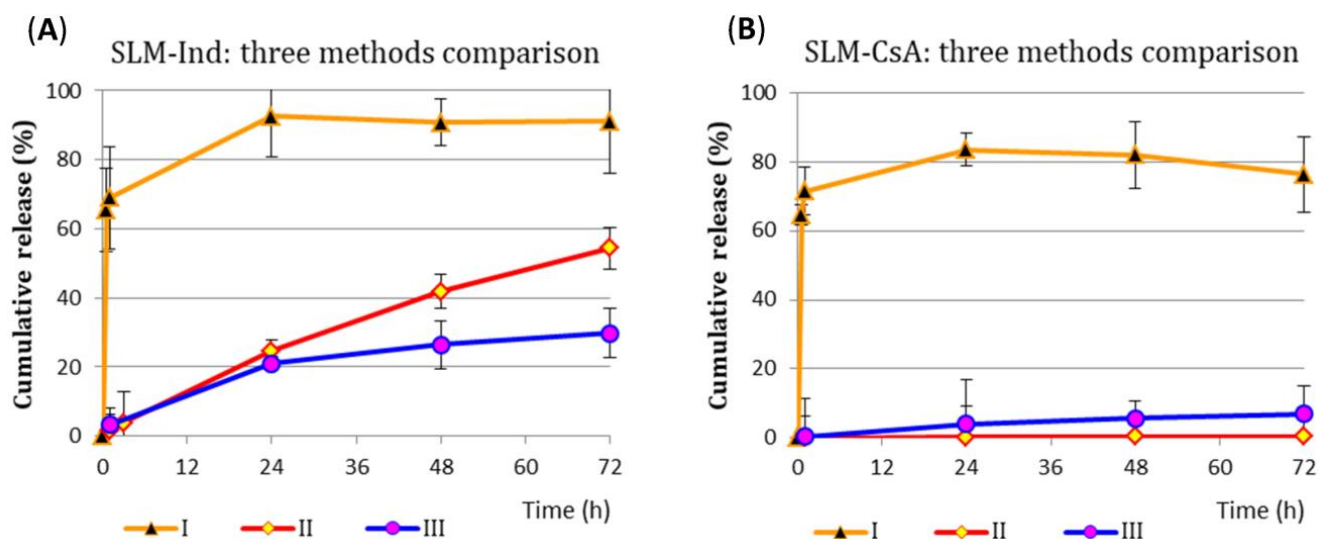 (A)
SLM-Ind: three methods comparison
Cumulative release (%)
100
80
60
40
20
0
0 12 24 36 48 60 72
Time (h)
I II III
(B)
SLM-CsA: three methods comparison
Cumulative release (%)
100
80
60
40
20
0
0 12 24 36 48 60 72
Time (h)
I II III